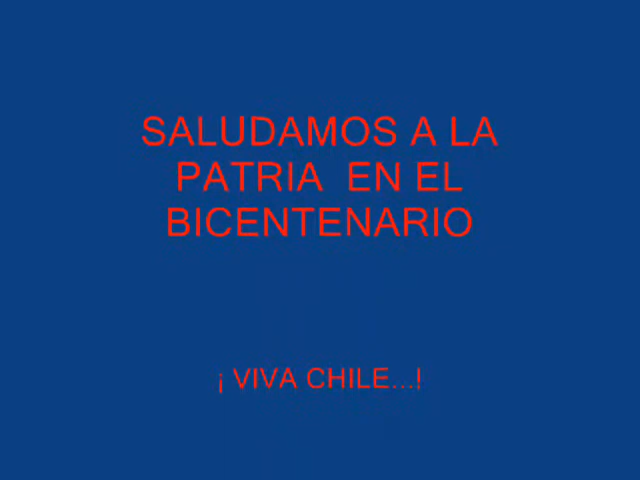 SALUDAMOS A LA
PATRIA  EN EL
BICENTENARIO
¡ VIVA CHILE...!